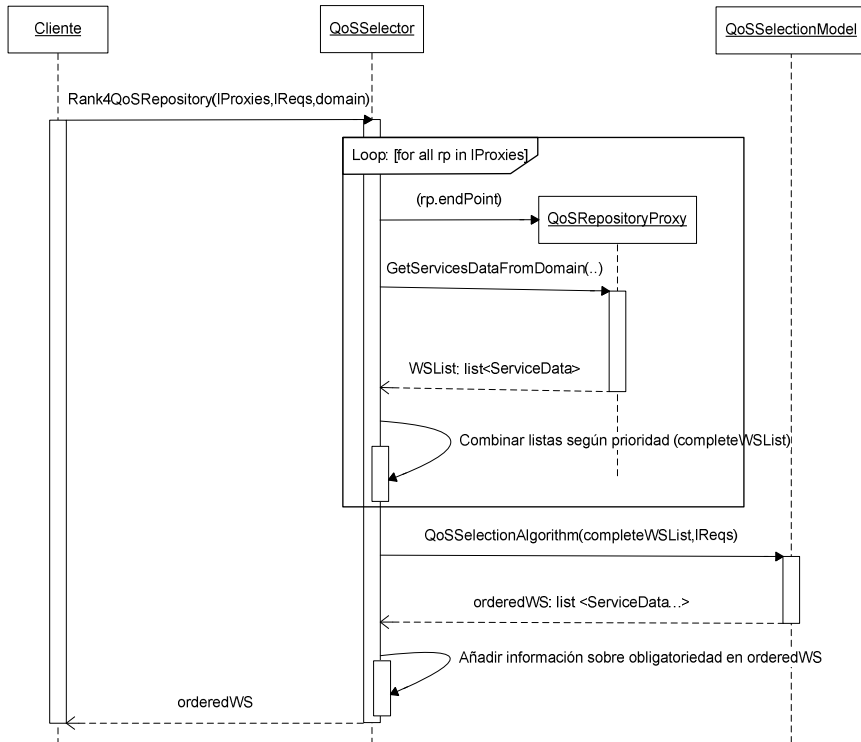 Cliente
QoSSelector
QoSSelectionModel
Rank4QoSRepository(lProxies,lReqs,domain)
Loop: [for all rp in lProxies]
(rp.endPoint)
QoSRepositoryProxy
GetServicesDataFromDomain(..)
WSList: list<ServiceData>
Combinar listas según prioridad (completeWSList)
QoSSelectionAlgorithm(completeWSList,lReqs)
orderedWS: list <ServiceData...>
Añadir información sobre obligatoriedad en orderedWS
orderedWS